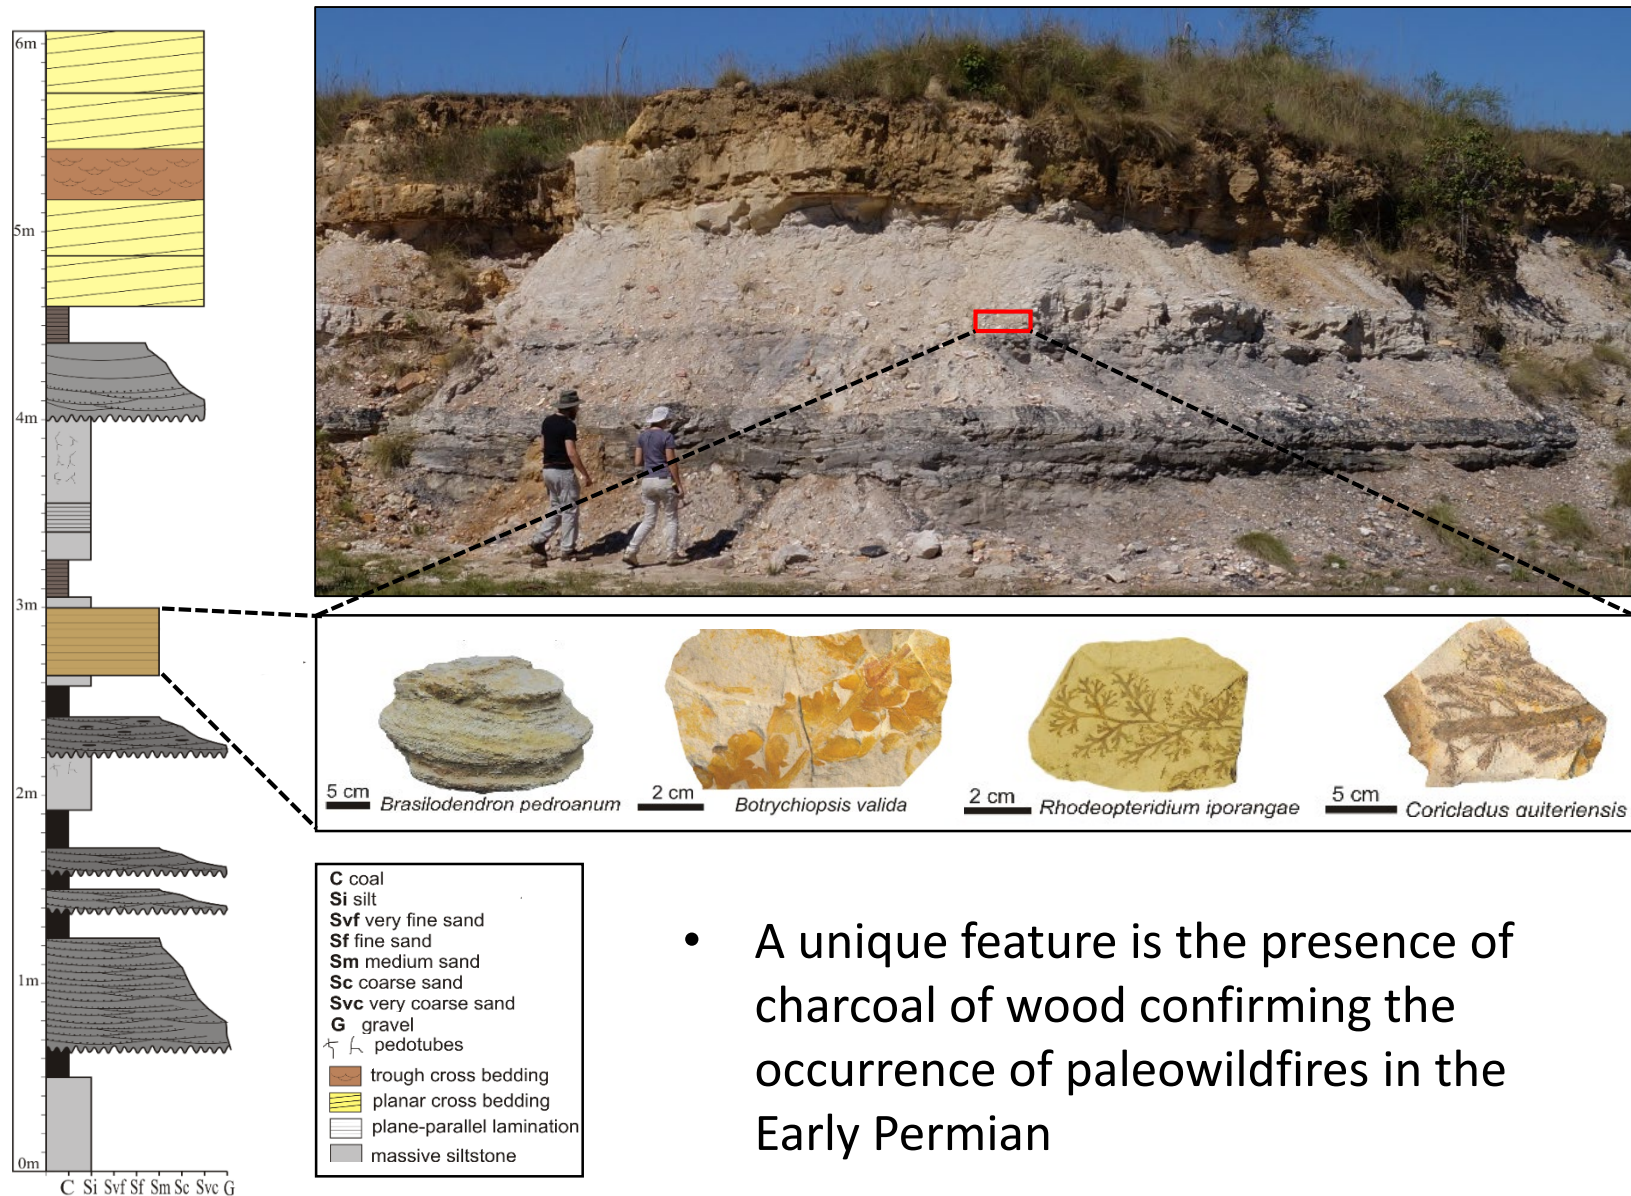 6m
5m
4m
3m
2m
1m
0m
C Si Svf Sf Sm Sc Svc G
5 cm Brasilodendron pedroanum
2 cm Botrychiopsis valida
2 cm Rhodeopteridium iporangae
5 cm Coricladus quiteriensis
C coal
Si silt
Svf very fine sand
Sf fine sand
Sm medium sand
Sc coarse sand
Svc very coarse sand
G gravel
pedotubes
trough cross bedding
planar cross bedding
plane-parallel lamination
massive siltstone
• A unique feature is the presence of
charcoal of wood confirming the
occurrence of paleowildfires in the
Early Permian